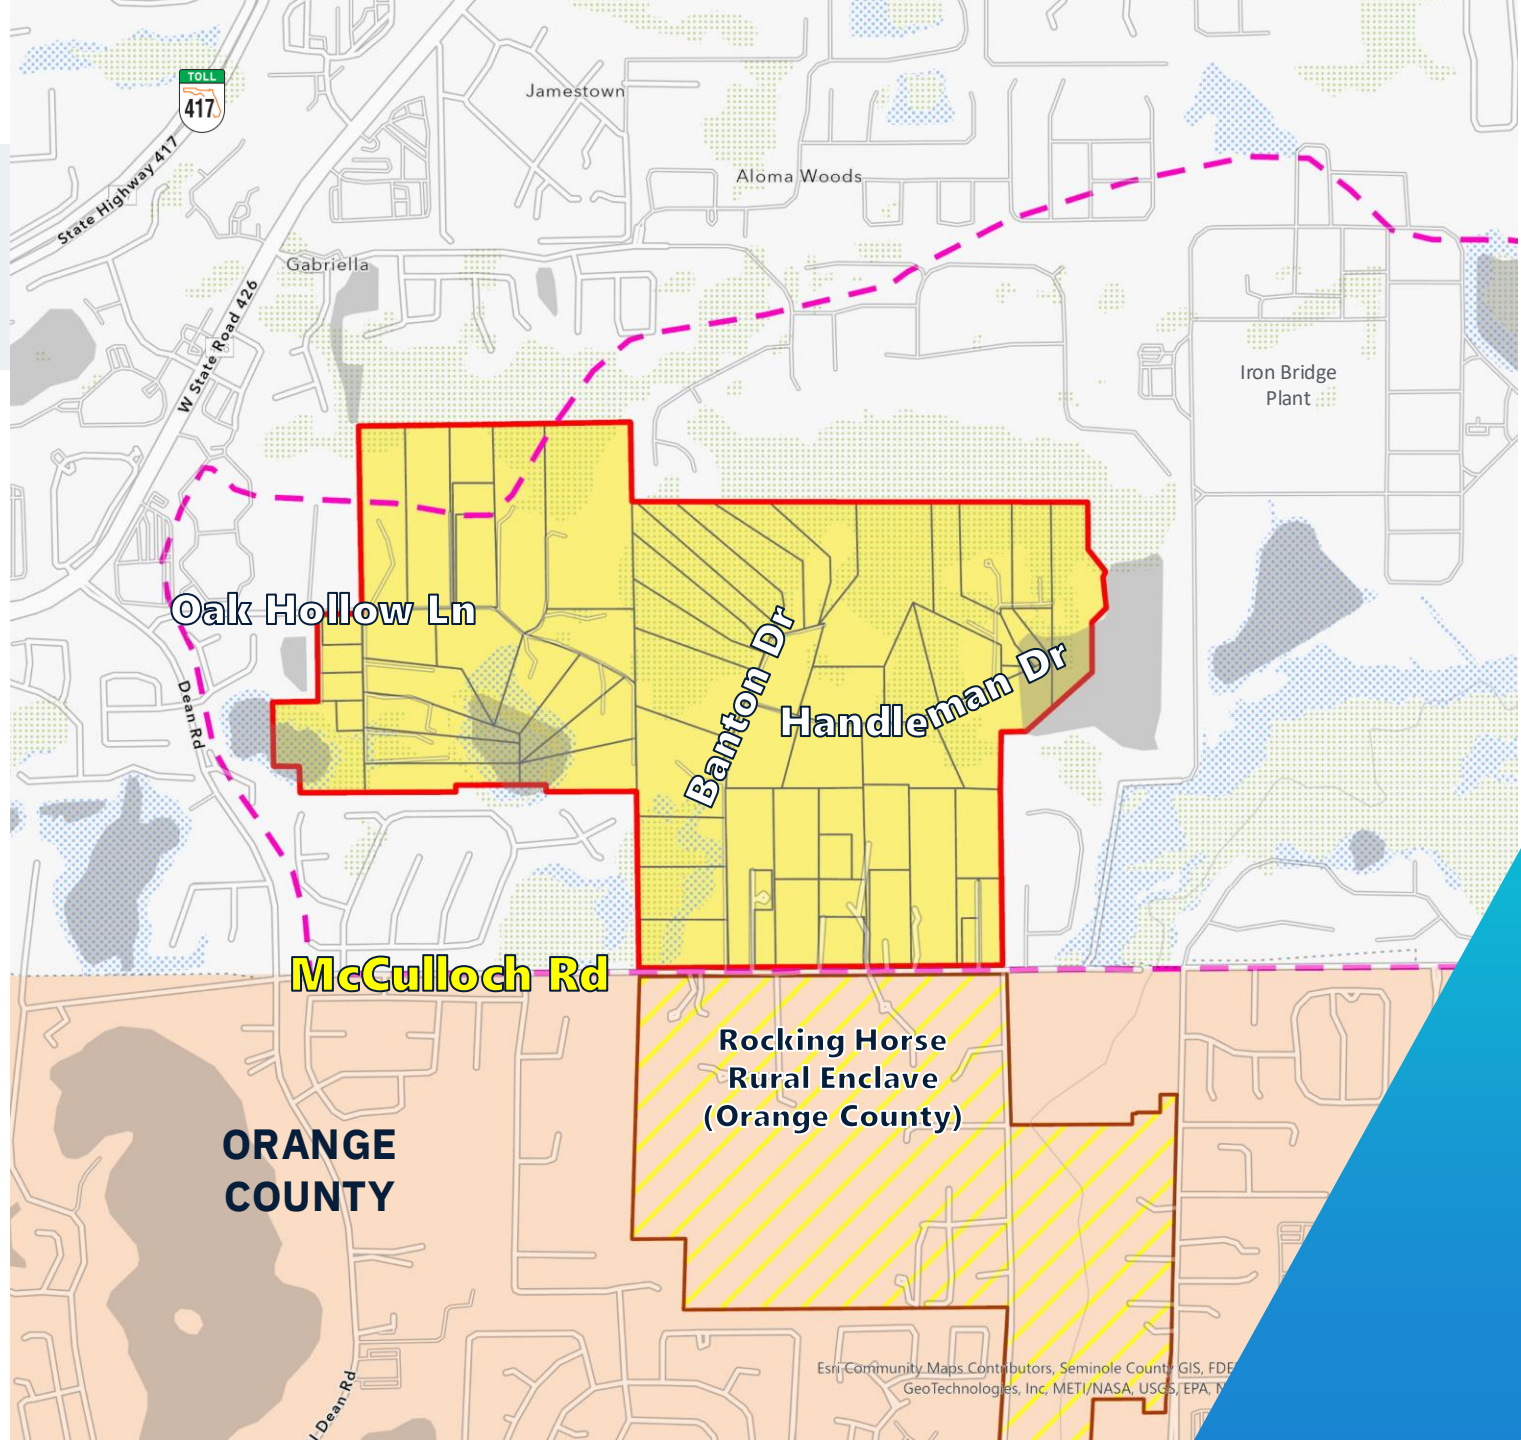 TOLL
417
State Highway 417
Jamestown
Aloma Woods
Gabriella
W State Road 426
Iron Bridge
Plant
Oak Hollow Ln
Banton Dr
Handleman Dr
Dean Rd
McCulloch Rd
Rocking Horse
Rural Enclave
(Orange County)
ORANGE
COUNTY
Dean Rd
Esri Community Maps Contributors, Seminole County GIS, FDE
GeoTechnologies, Inc, METI/NASA, USGS, EPA, N